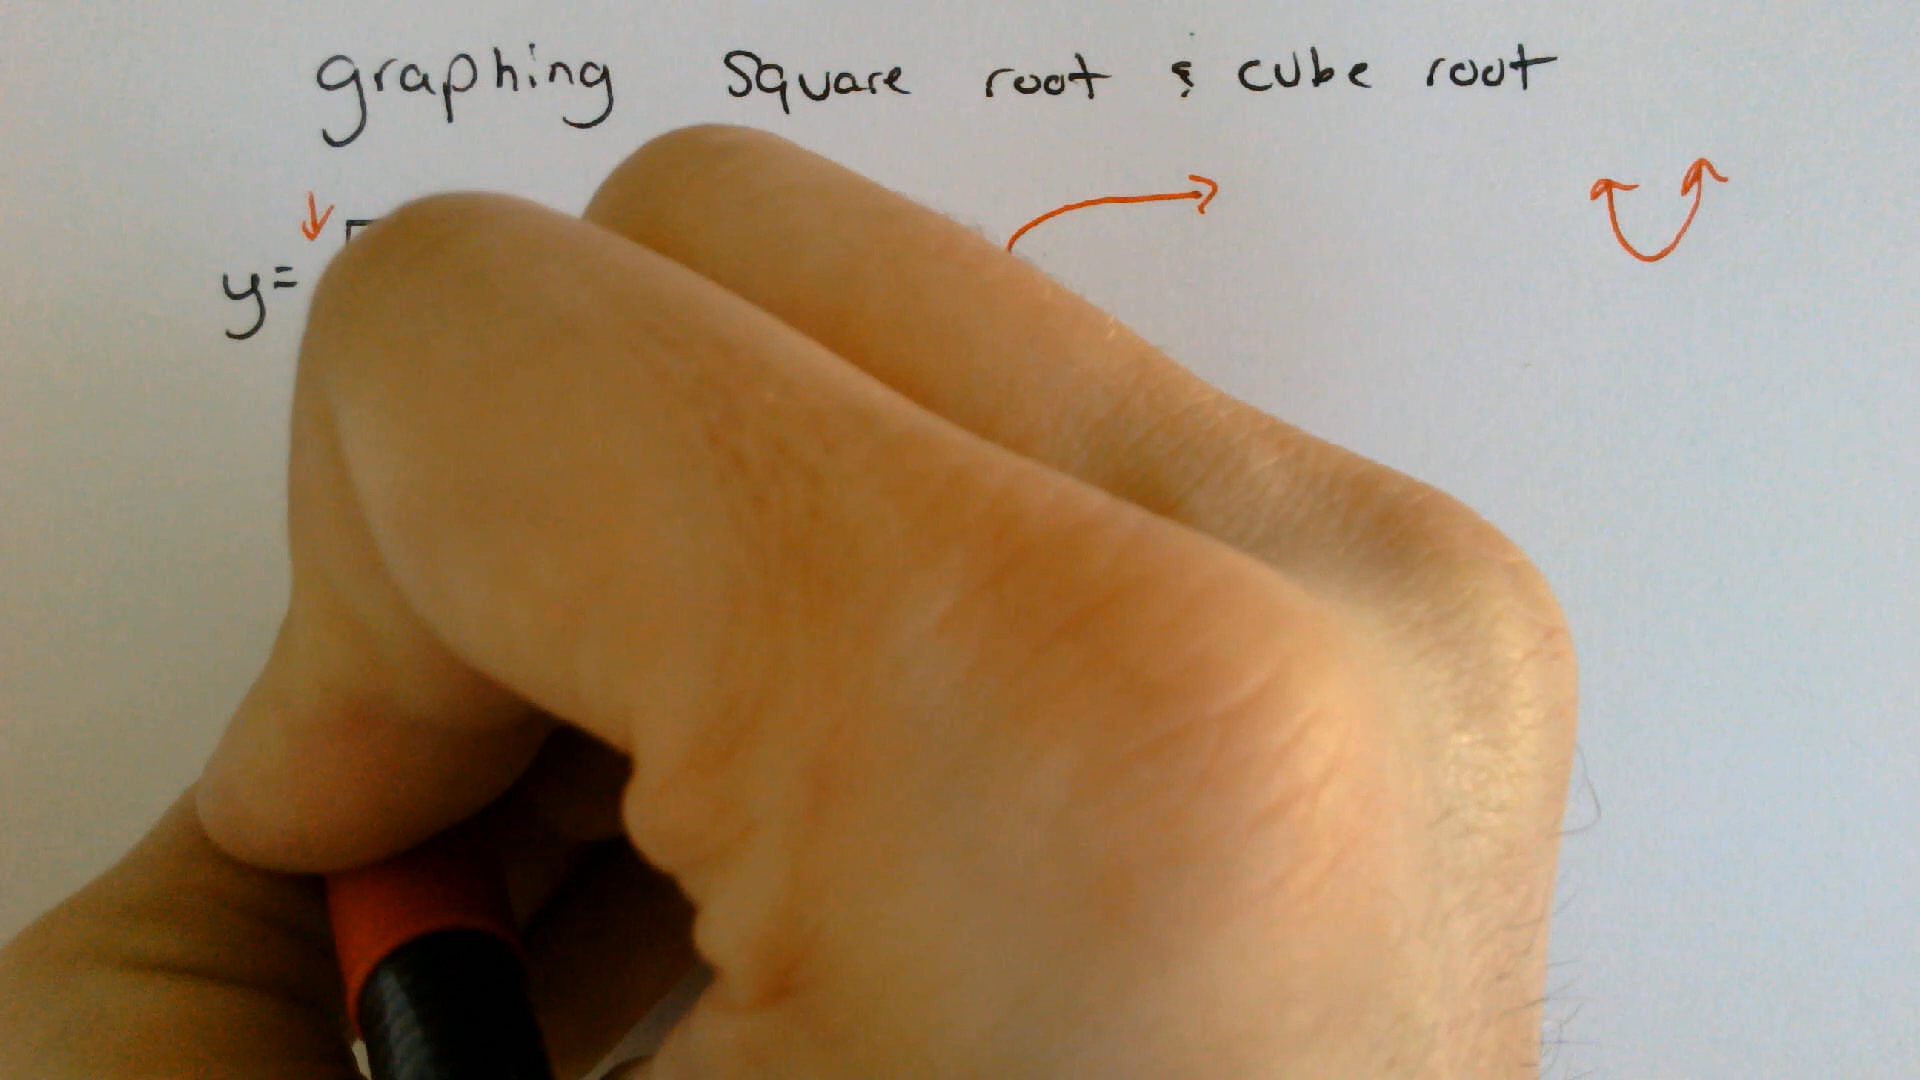 graphing square root & cube root
y=